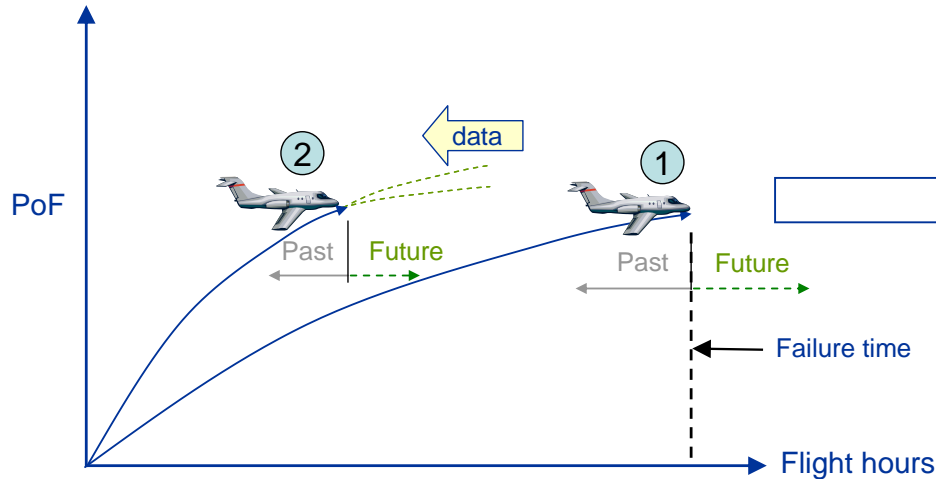 data
2
1
PoF
Past
Future
Past
Future
Failure time
Flight hours